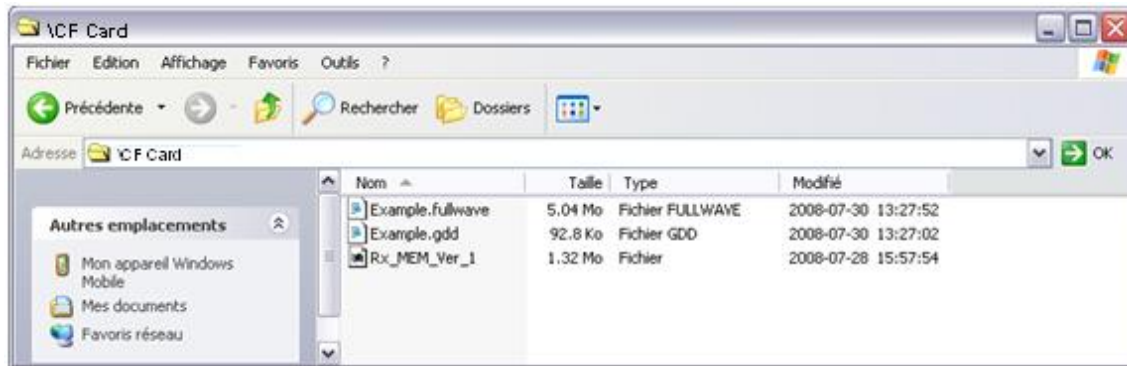 \CF Card
Fichier Edition Affichage Favoris Outils ?
Précédente Rechercher Dossiers
Adresse \CF Card OK
Nom Taille Type Modifié
Example.fullwave 5.04 Mo Fichier FULLWAVE 2008-07-30 13:27:52
Example.gdd 92.8 Ko Fichier GDD 2008-07-30 13:27:02
Rx_MEM_Ver_1 1.32 Mo Fichier 2008-07-28 15:57:54
Autres emplacements
Mon appareil Windows
Mobile
Mes documents
Favoris réseau